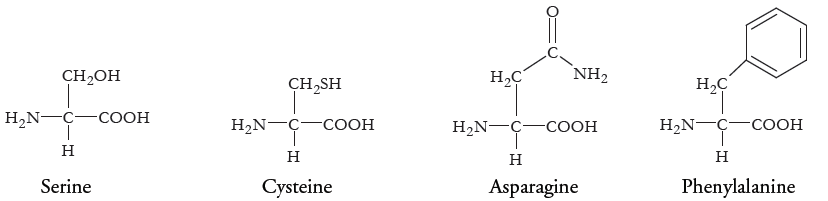 CH₂OH
H₂N—C—COOH
H
Serine
CH₂SH
H₂N—C—COOH
H
Cysteine
O
C
H₂C NH₂
H₂N—C—COOH
H
Asparagine
H₂C
H₂N—C—COOH
H
Phenylalanine